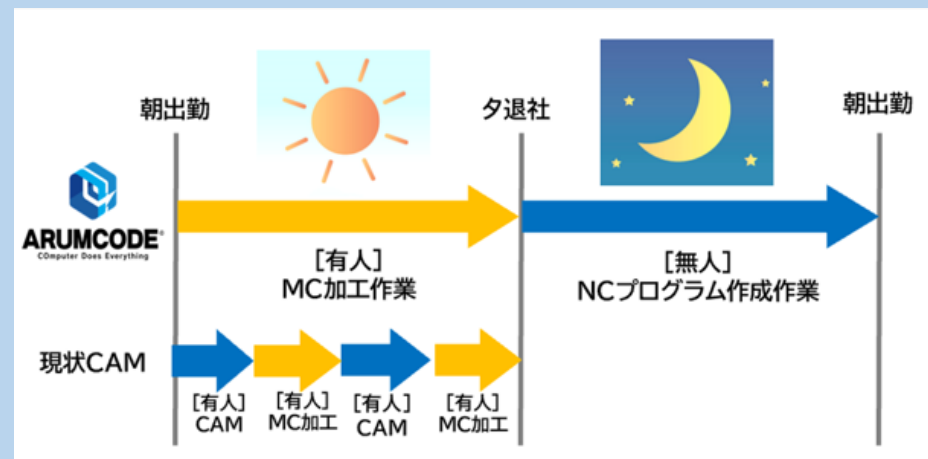 朝出勤
夕退社
朝出勤
ARUMCODE®
COmputer Does Everything
[有人]
MC加工作業
[無人]
NCプログラム作成作業
現状CAM
[有人]
CAM
[有人]
MC加工
[有人]
CAM
[有人]
MC加工